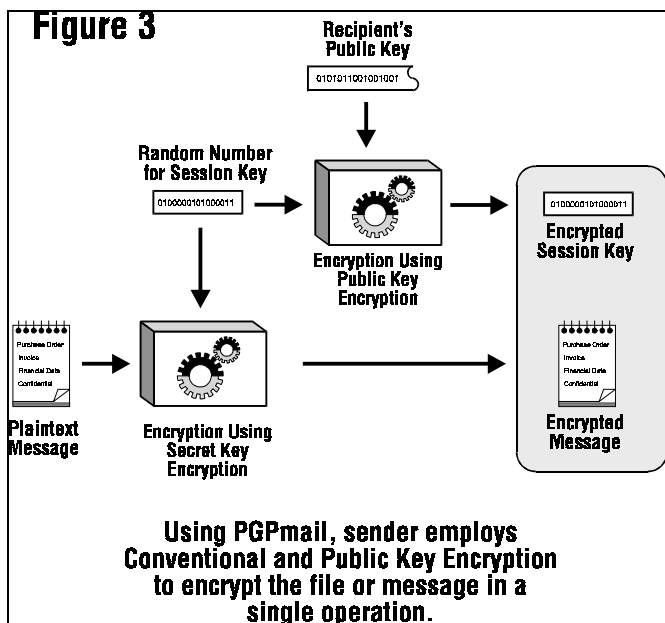 Figure 3
Recipient's
Public Key
0101011001001001
Random Number
for Session Key
0100000101000011
Encryption Using
Public Key
Encryption
0100000101000011
Encrypted
Session Key
Purchase Order
Invoice
Financial Data
Confidential
Plaintext
Message
Encryption Using
Secret Key
Encryption
Purchase Order
Invoice
Financial Data
Confidential
Encrypted
Message
Using PGPmail, sender employs
Conventional and Public Key Encryption
to encrypt the file or message in a
single operation.